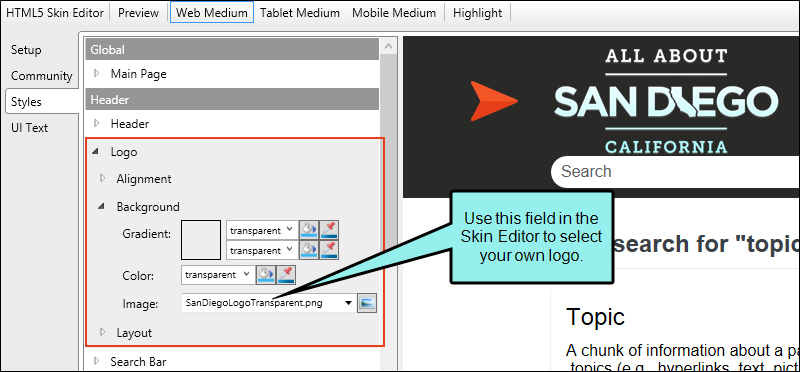 HTML5 Skin Editor Preview Web Medium Tablet Medium Mobile Medium Highlight
Setup
Community
Styles
UI Text
Global
Main Page
Header
Header
Logo
Alignment
Background
Gradient: transparent
transparent
Color: transparent
Image: SanDiegoLogoTransparent.png
Layout
Search Bar
ALL ABOUT
SAN DIEGO
CALIFORNIA
Search
Use this field in the
Skin Editor to select
your own logo.
search for "topic
Topic
A chunk of information about a pa
topics (e.g., hyperlinks, text, pict